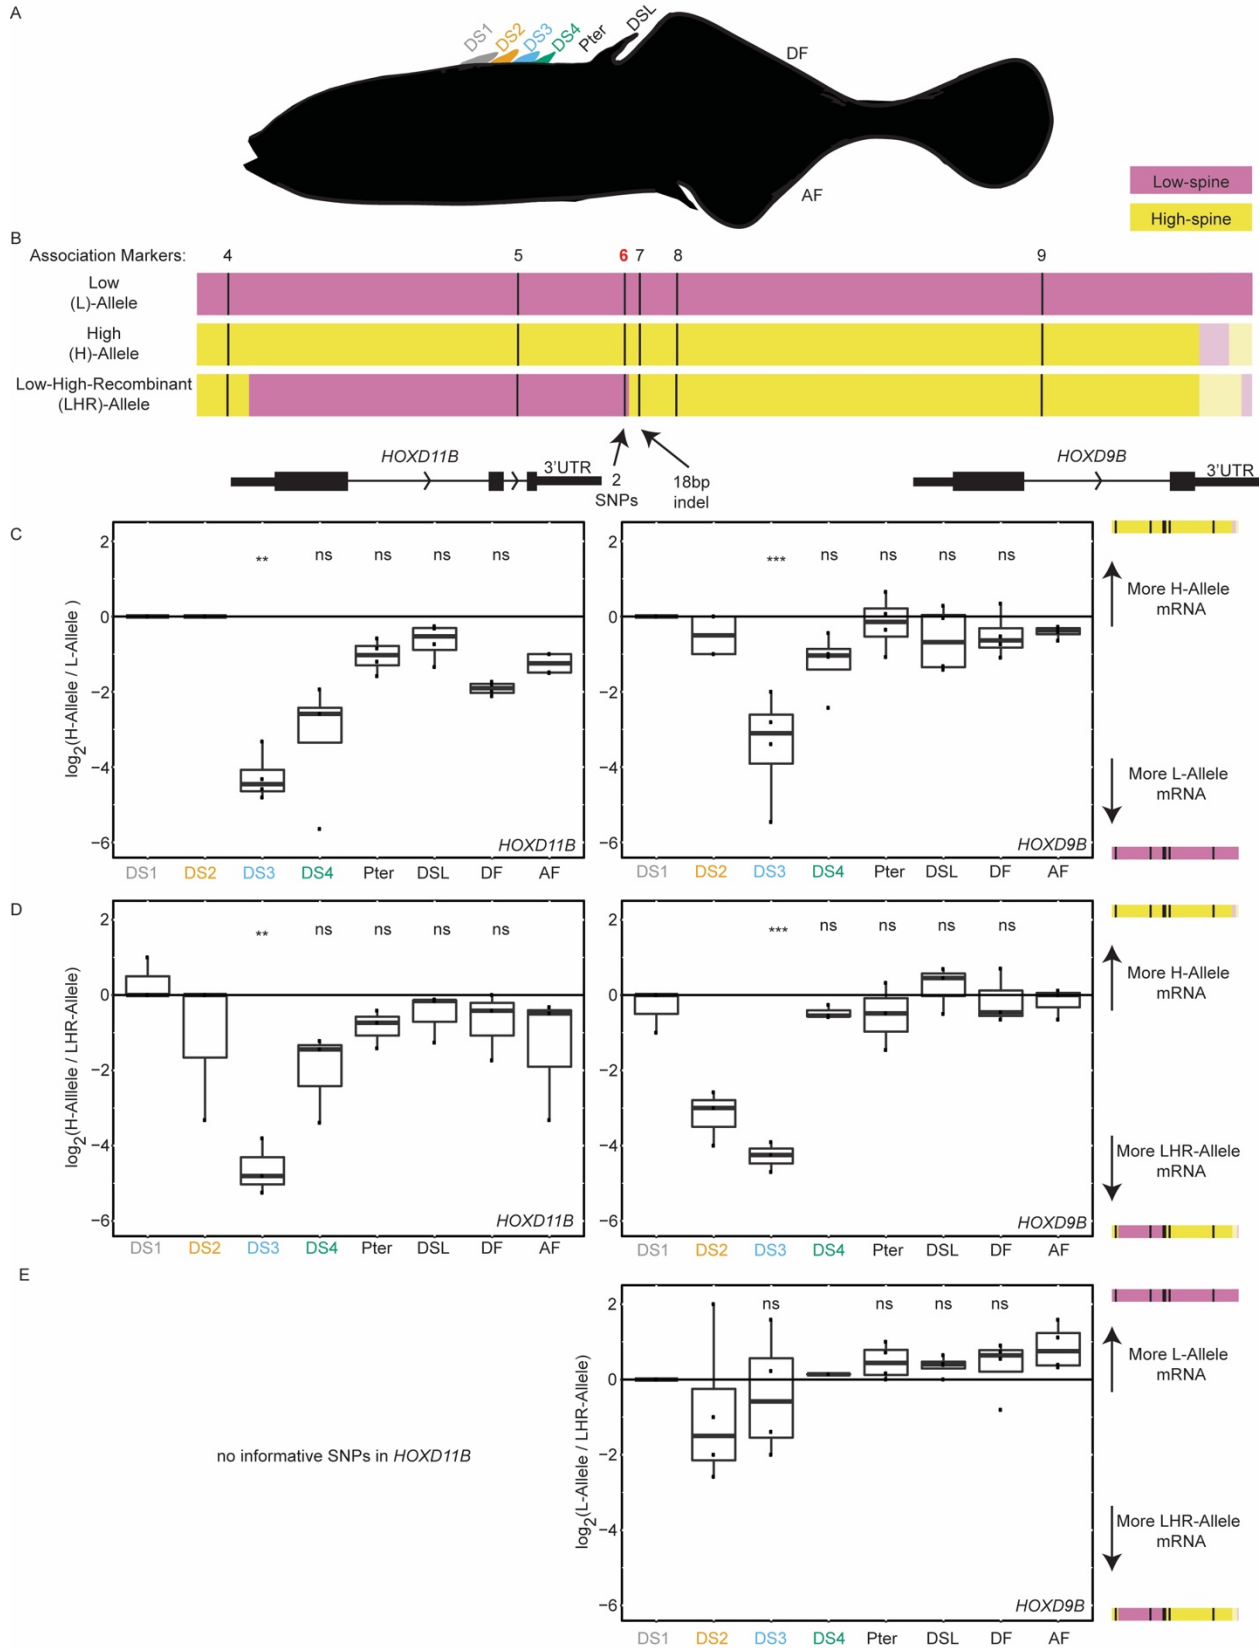 A
DS1
DS2
DS3
DS4
Pter
DSL
DF
AF
Low-spine
High-spine
B
Association Markers:
4
5
6
7
8
9
Low
(L)-Allele
High
(H)-Allele
Low-High-Recombinant
(LHR)-Allele
HOXD11B
3'UTR
2
SNPs
18bp
indel
HOXD9B
3'UTR
C
log2(H-Allele / L-Allele )
2
0
−2
−4
−6
** ns ns ns ns
HOXD11B
DS1 DS2 DS3 DS4 Pter DSL DF AF
2
0
−2
−4
−6
*** ns ns ns ns
HOXD9B
DS1 DS2 DS3 DS4 Pter DSL DF AF
More H-Allele
mRNA
More L-Allele
mRNA
D
log2(H-Alllele / LHR-Allele)
2
0
−2
−4
−6
** ns ns ns ns
HOXD11B
DS1 DS2 DS3 DS4 Pter DSL DF AF
2
0
−2
−4
−6
*** ns ns ns ns
HOXD9B
DS1 DS2 DS3 DS4 Pter DSL DF AF
More H-Allele
mRNA
More LHR-Allele
mRNA
E
no informative SNPs in HOXD11B
log2(L-Allele / LHR-Allele)
2
0
−2
−4
−6
ns ns ns ns
HOXD9B
DS1 DS2 DS3 DS4 Pter DSL DF AF
More L-Allele
mRNA
More LHR-Allele
mRNA